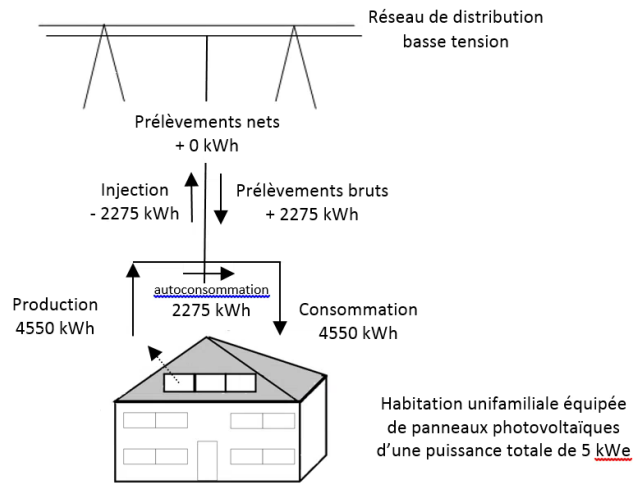 Réseau de distribution
basse tension
Prélèvements nets
+ 0 kWh
Injection
- 2275 kWh
Prélèvements bruts
+ 2275 kWh
autoconsommation
2275 kWh
Production
4550 kWh
Consommation
4550 kWh
Habitation unifamiliale équipée
de panneaux photovoltaïques
d’une puissance totale de 5 kWe